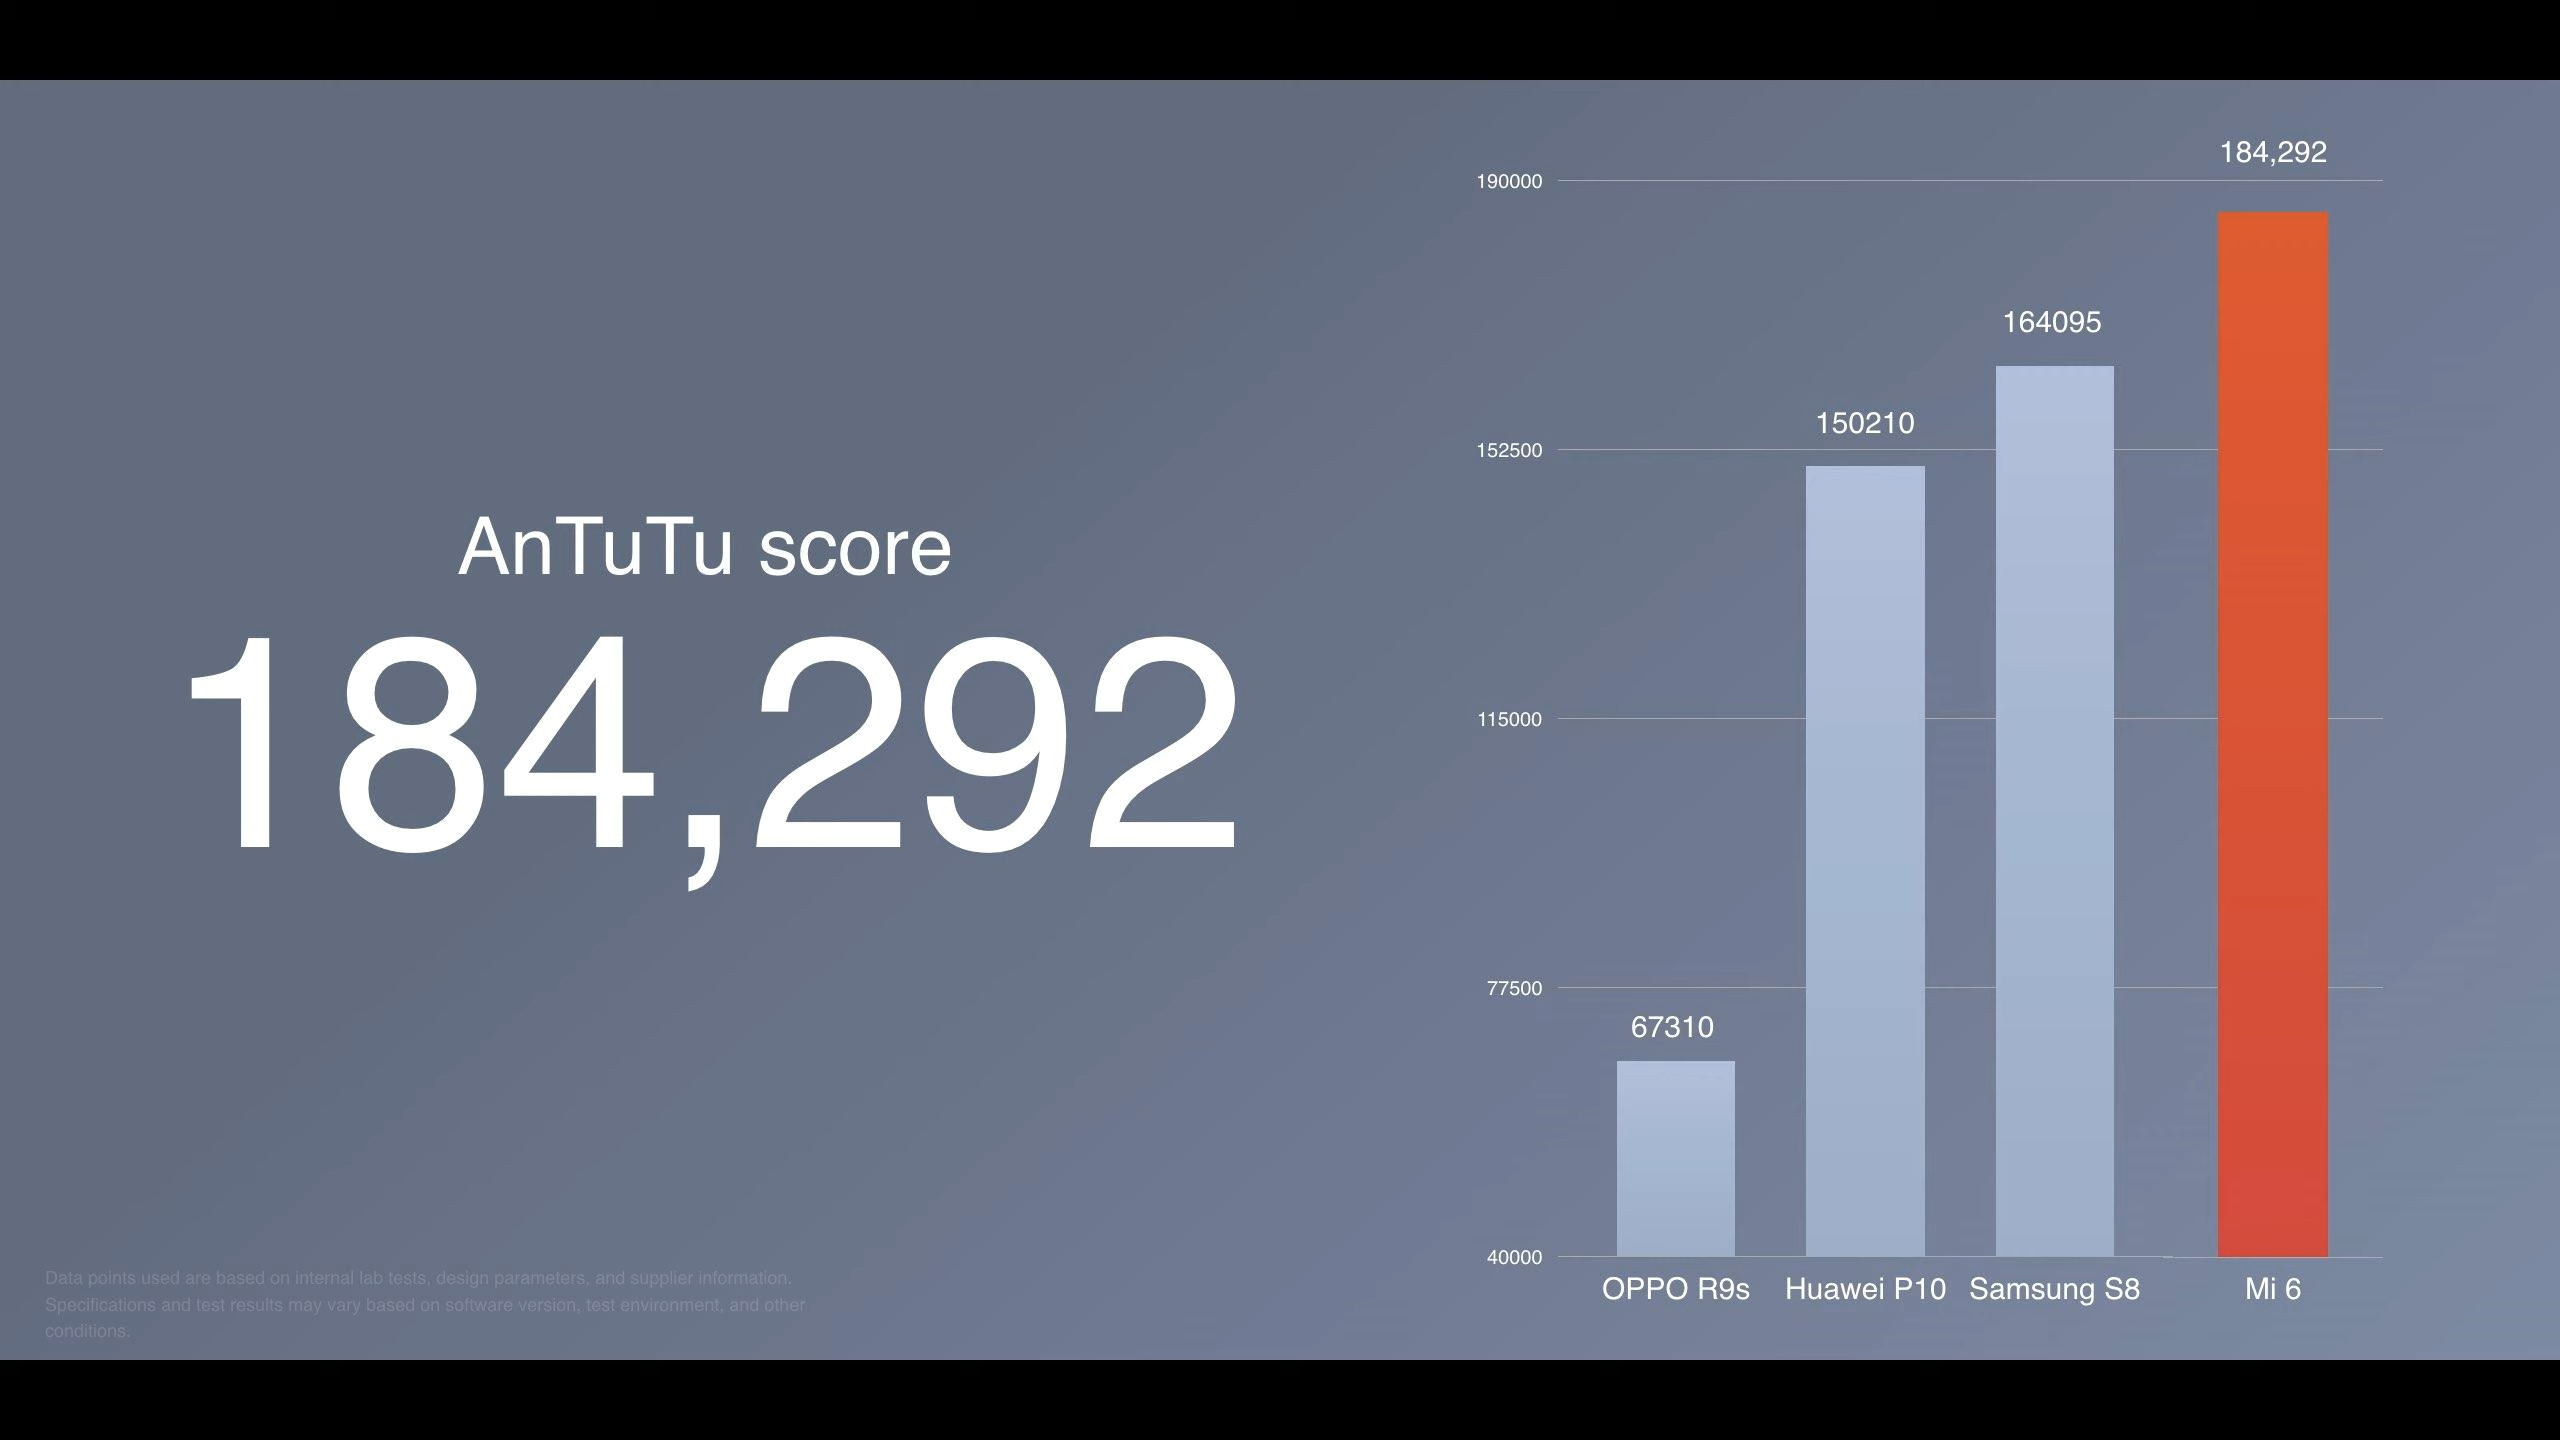 AnTuTu score
184,292
Data points used are based on internal lab tests, design parameters, and supplier information.
Specifications and test results may vary based on software version, test environment, and other
conditions.
184,292
190000
164095
150210
152500
115000
77500
67310
40000
OPPO R9s Huawei P10 Samsung S8 Mi 6